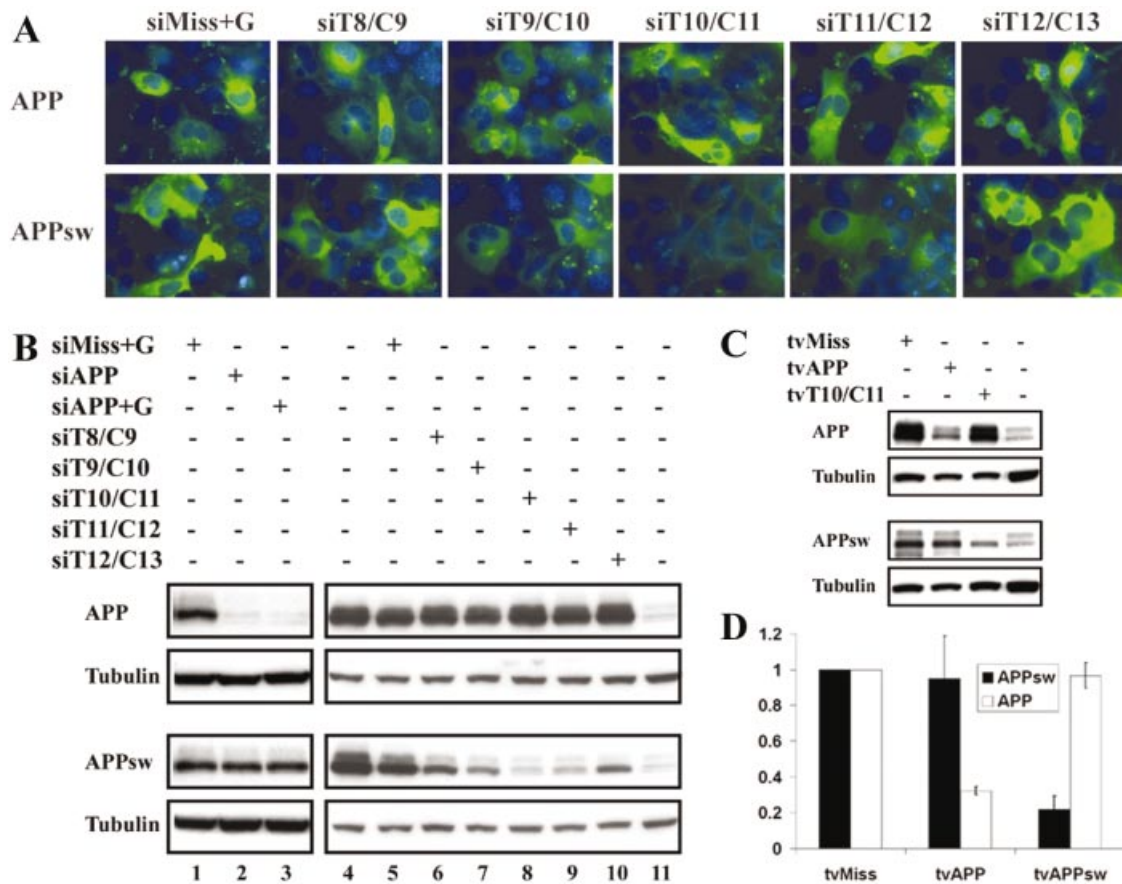 A
siMiss+G siT8/C9 siT9/C10 siT10/C11 siT11/C12 siT12/C13
APP
APPsw
B
siMiss+G + - - - + - - - - - -
siAPP - + - - - - - - - - -
siAPP+G - - + - - - - - - - -
siT8/C9 - - - - - + - - - - -
siT9/C10 - - - - - - + - - - -
siT10/C11 - - - - - - - + - - -
siT11/C12 - - - - - - - - + - -
siT12/C13 - - - - - - - - - + -
APP
Tubulin
APPsw
Tubulin
1 2 3 4 5 6 7 8 9 10 11
C
tvMiss + - - -
tvAPP - + - -
tvT10/C11 - - + -
APP
Tubulin
APPsw
Tubulin
D
1.2
1
0.8
0.6
0.4
0.2
0
APPsw
APP
tvMiss tvAPP tvAPPsw